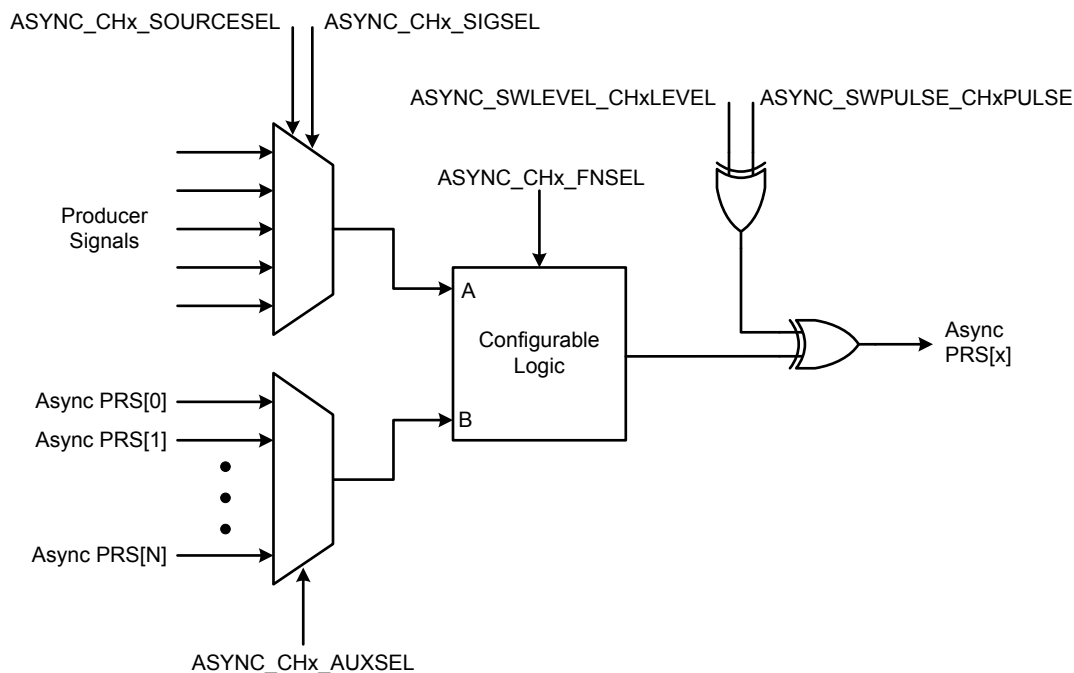 ASYNC_CHx_SOURCESEL
ASYNC_CHx_SIGSEL
ASYNC_SWLEVEL_CHxLEVEL
ASYNC_SWPULSE_CHxPULSE
ASYNC_CHx_FNSEL
Producer
Signals
A
Configurable
Logic
B
Async
PRS[x]
Async PRS[0]
Async PRS[1]
Async PRS[N]
ASYNC_CHx_AUXSEL